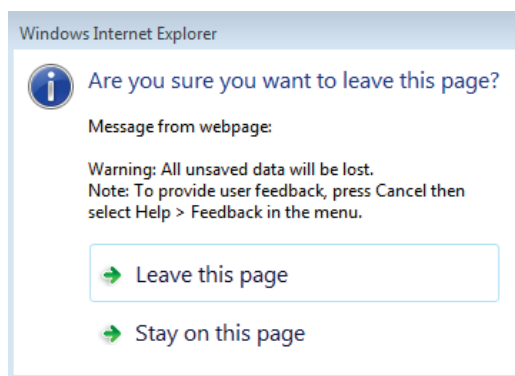 Windows Internet Explorer
Are you sure you want to leave this page?
Message from webpage:
Warning: All unsaved data will be lost.
Note: To provide user feedback, press Cancel then
select Help > Feedback in the menu.
Leave this page
Stay on this page